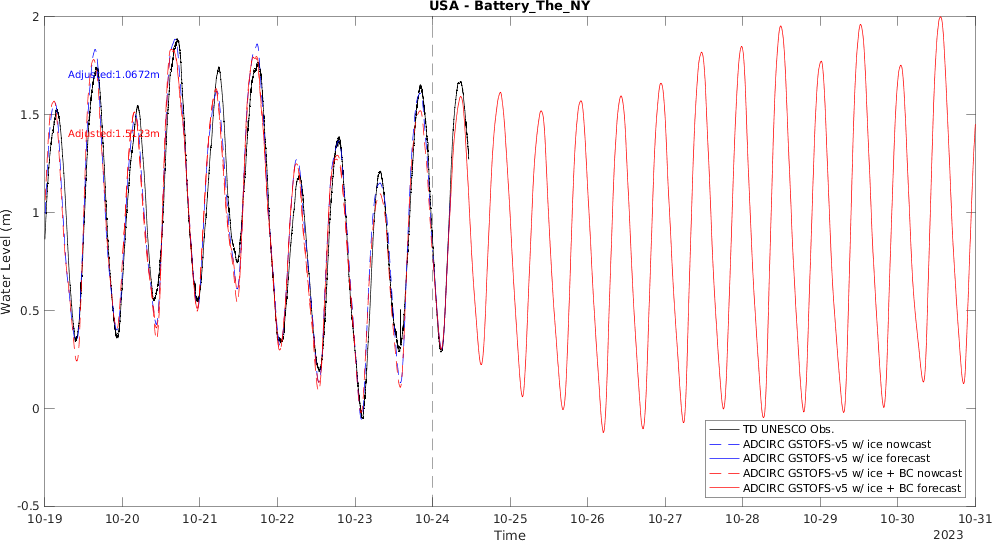 USA - Battery_The_NY
2
1.5
1
0.5
0
-0.5
Water Level (m)
Adjusted:1.0672m
Adjusted:1.5123m
TD UNESCO Obs.
ADCIRC GSTOFS-v5 w/ ice nowcast
ADCIRC GSTOFS-v5 w/ ice forecast
ADCIRC GSTOFS-v5 w/ ice + BC nowcast
ADCIRC GSTOFS-v5 w/ ice + BC forecast
10-19 10-20 10-21 10-22 10-23 10-24 10-25 10-26 10-27 10-28 10-29 10-30 10-31
Time
2023